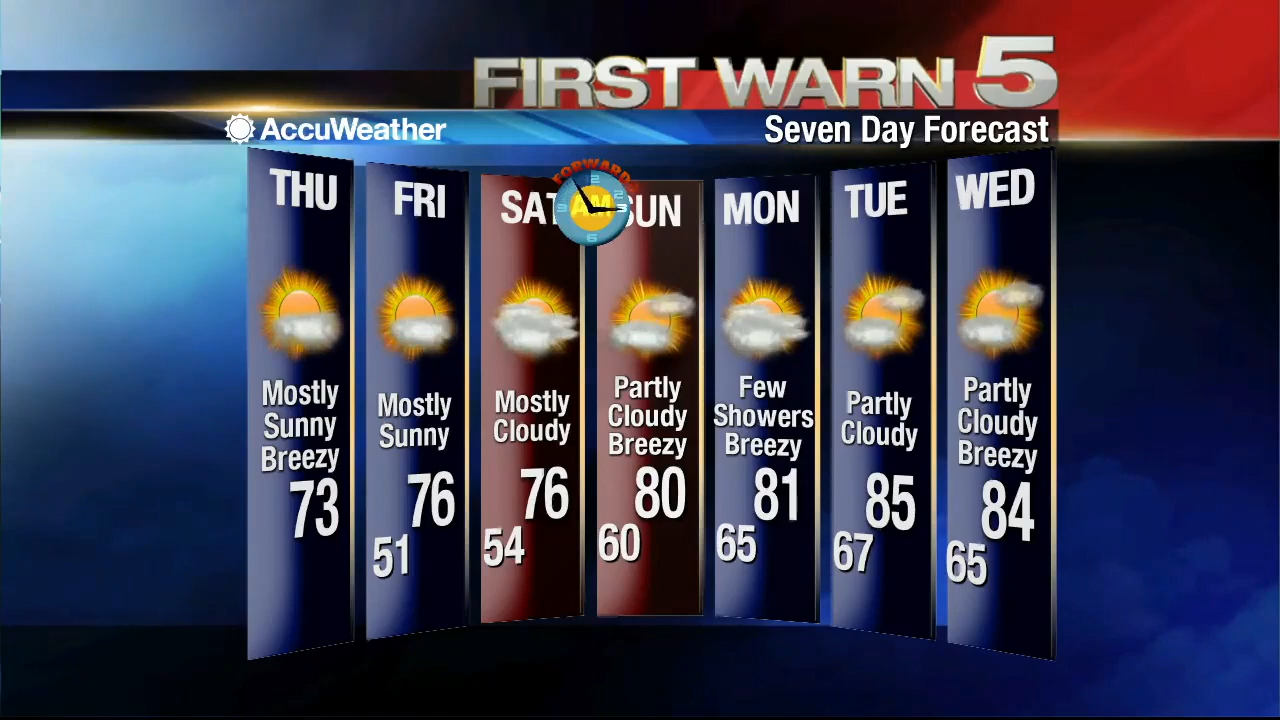 FIRST WARN 5
AccuWeather
Seven Day Forecast
THU
Mostly
Sunny
Breezy
73
FRI
Mostly
Sunny
76
51
SAT
Mostly
Cloudy
76
54
FORWARD
AM
SUN
Partly
Cloudy
Breezy
80
60
MON
Few
Showers
Breezy
81
65
TUE
Partly
Cloudy
85
67
WED
Partly
Cloudy
Breezy
84
65